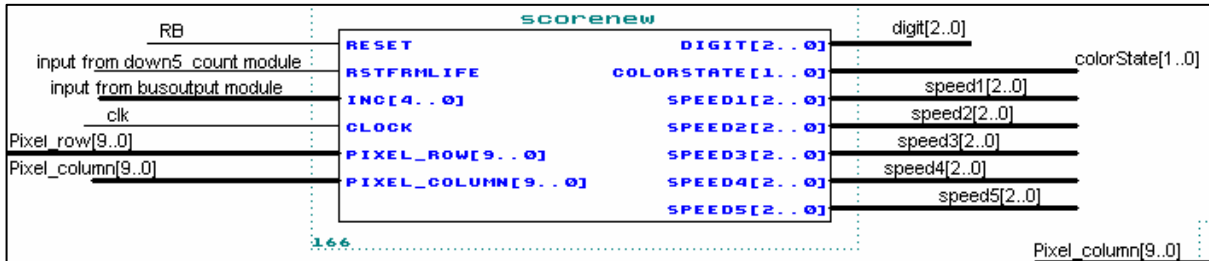 scorenew
RB
RESET
DIGIT[2..0]
digit[2..0]
input from down5_count module
RSTFRMLIFE
COLORSTATE[1..0]
colorState[1..0]
input from busoutput module
INC[4..0]
SPEED1[2..0]
speed1[2..0]
clk
CLOCK
SPEED2[2..0]
speed2[2..0]
Pixel_row[9..0]
PIXEL_ROW[9..0]
SPEED3[2..0]
speed3[2..0]
Pixel_column[9..0]
PIXEL_COLUMN[9..0]
SPEED4[2..0]
speed4[2..0]
SPEED5[2..0]
speed5[2..0]
166
Pixel_column[9..0]